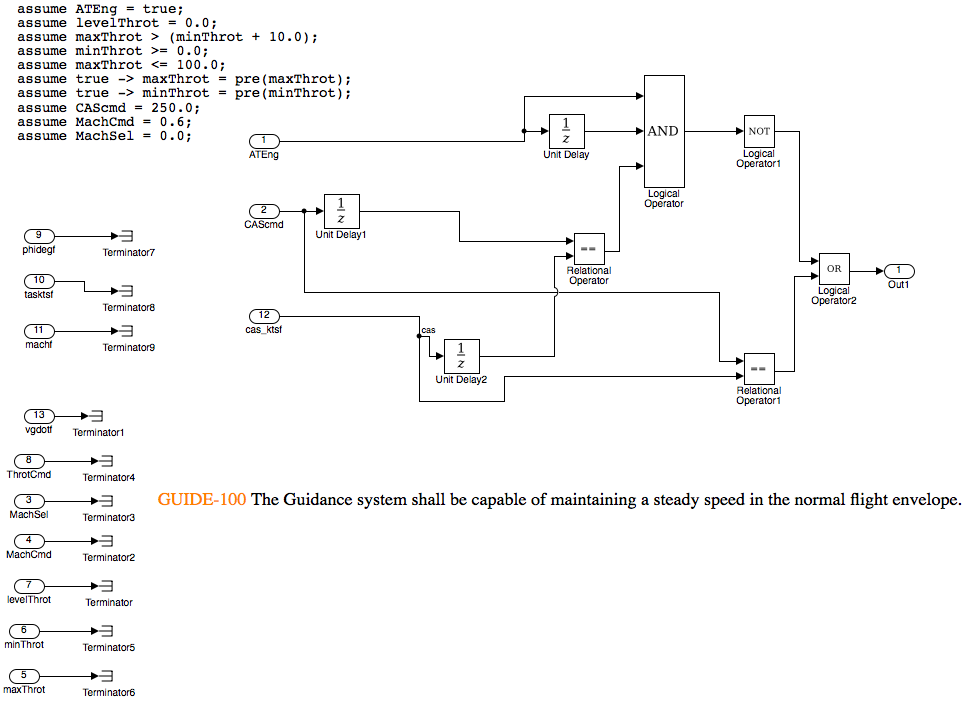 assume ATEng = true;
assume levelThrot = 0.0;
assume maxThrot > (minThrot + 10.0);
assume minThrot >= 0.0;
assume maxThrot <= 100.0;
assume true -> maxThrot = pre(maxThrot);
assume true -> minThrot = pre(minThrot);
assume CAScmd = 250.0;
assume MachCmd = 0.6;
assume MachSel = 0.0;
1
ATEng
1
z
Unit Delay
AND
Logical
Operator
NOT
Logical
Operator1
2
CAScmd
1
z
Unit Delay1
==
Relational
Operator
OR
Logical
Operator2
1
Out1
9
phidegf
Terminator7
10
tasktsf
Terminator8
11
machf
Terminator9
12
cas_ktsf
cas
1
z
Unit Delay2
==
Relational
Operator1
13
vgdotf
Terminator1
8
ThrotCmd
Terminator4
3
MachSel
Terminator3
GUIDE-100 The Guidance system shall be capable of maintaining a steady speed in the normal flight envelope.
4
MachCmd
Terminator2
7
levelThrot
Terminator
6
minThrot
Terminator5
5
maxThrot
Terminator6